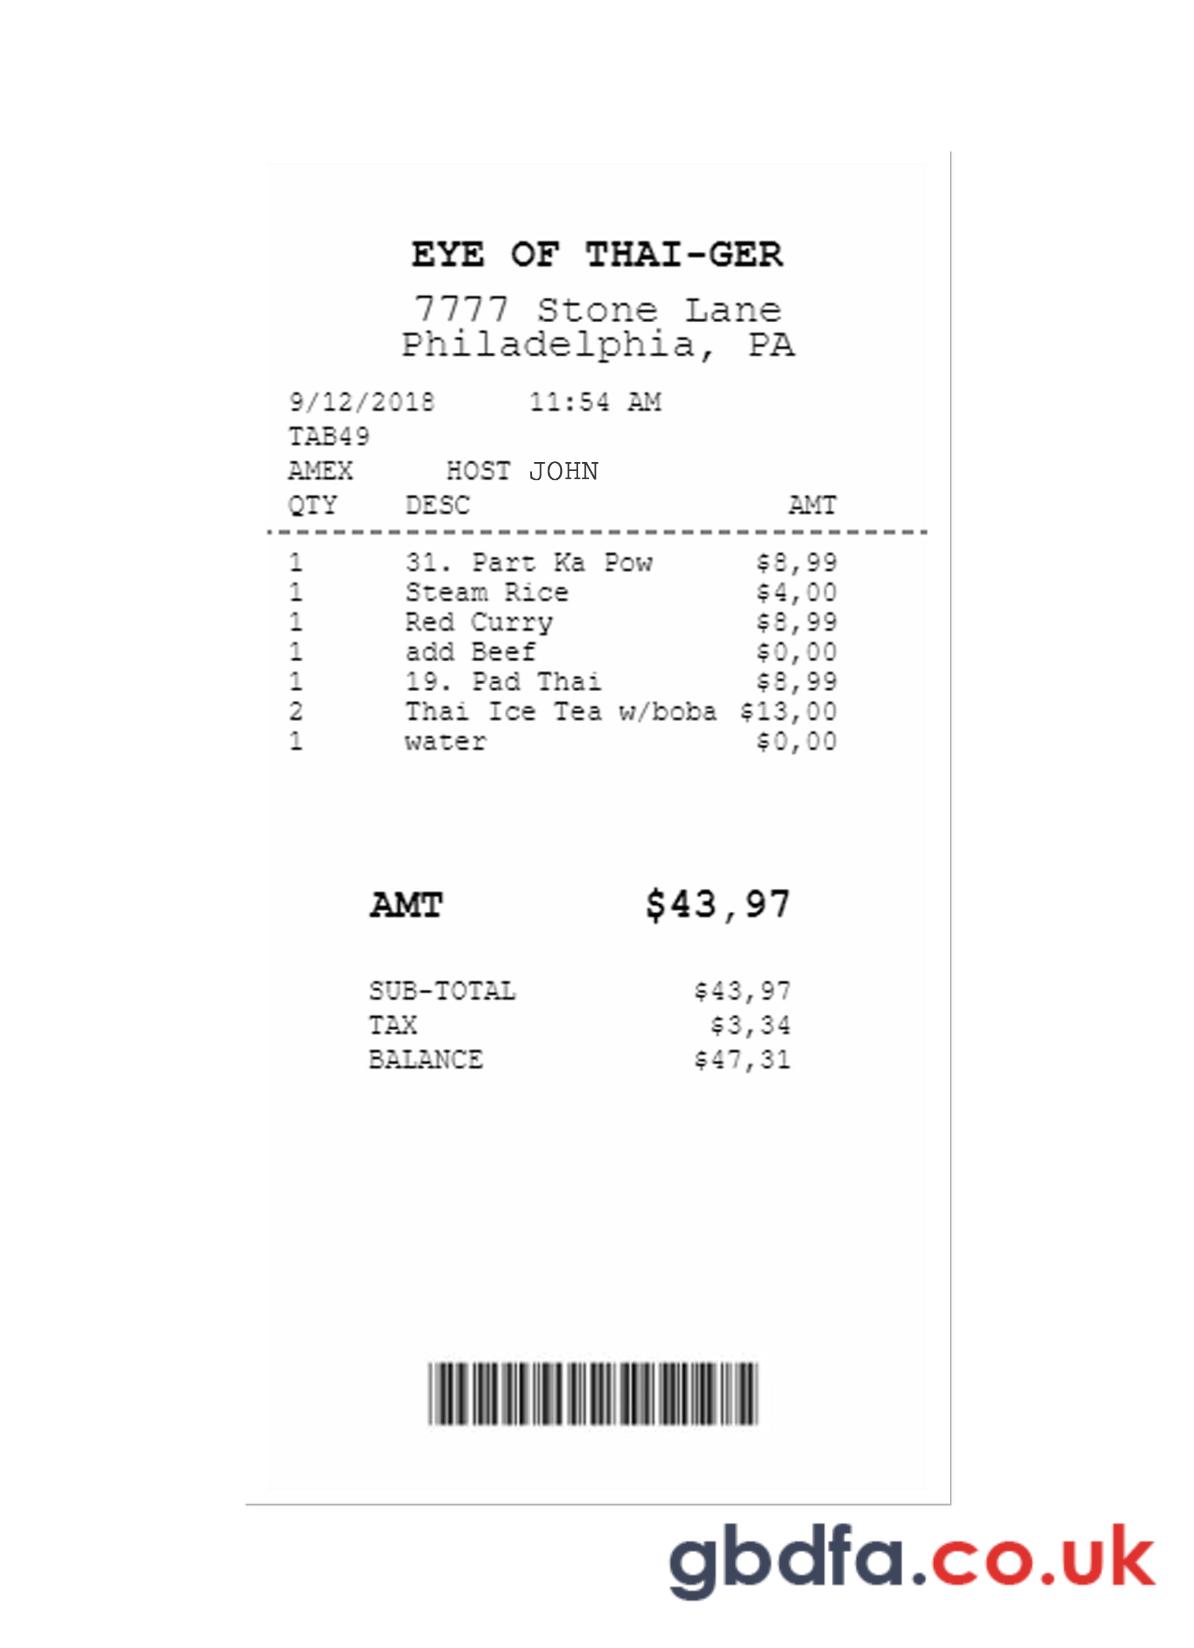 EYE OF THAI-GER
7777 Stone Lane
Philadelphia, PA
9/12/2018 11:54 AM
TAB49
AMEX HOST JOHN
QTY DESC AMT
1 31. Part Ka Pow $8,99
1 Steam Rice $4,00
1 Red Curry $8,99
1 add Beef $0,00
1 19. Pad Thai $8,99
2 Thai Ice Tea w/boba $13,00
1 water $0,00
AMT $43,97
SUB-TOTAL $43,97
TAX $3,34
BALANCE $47,31
gbdfa.co.uk